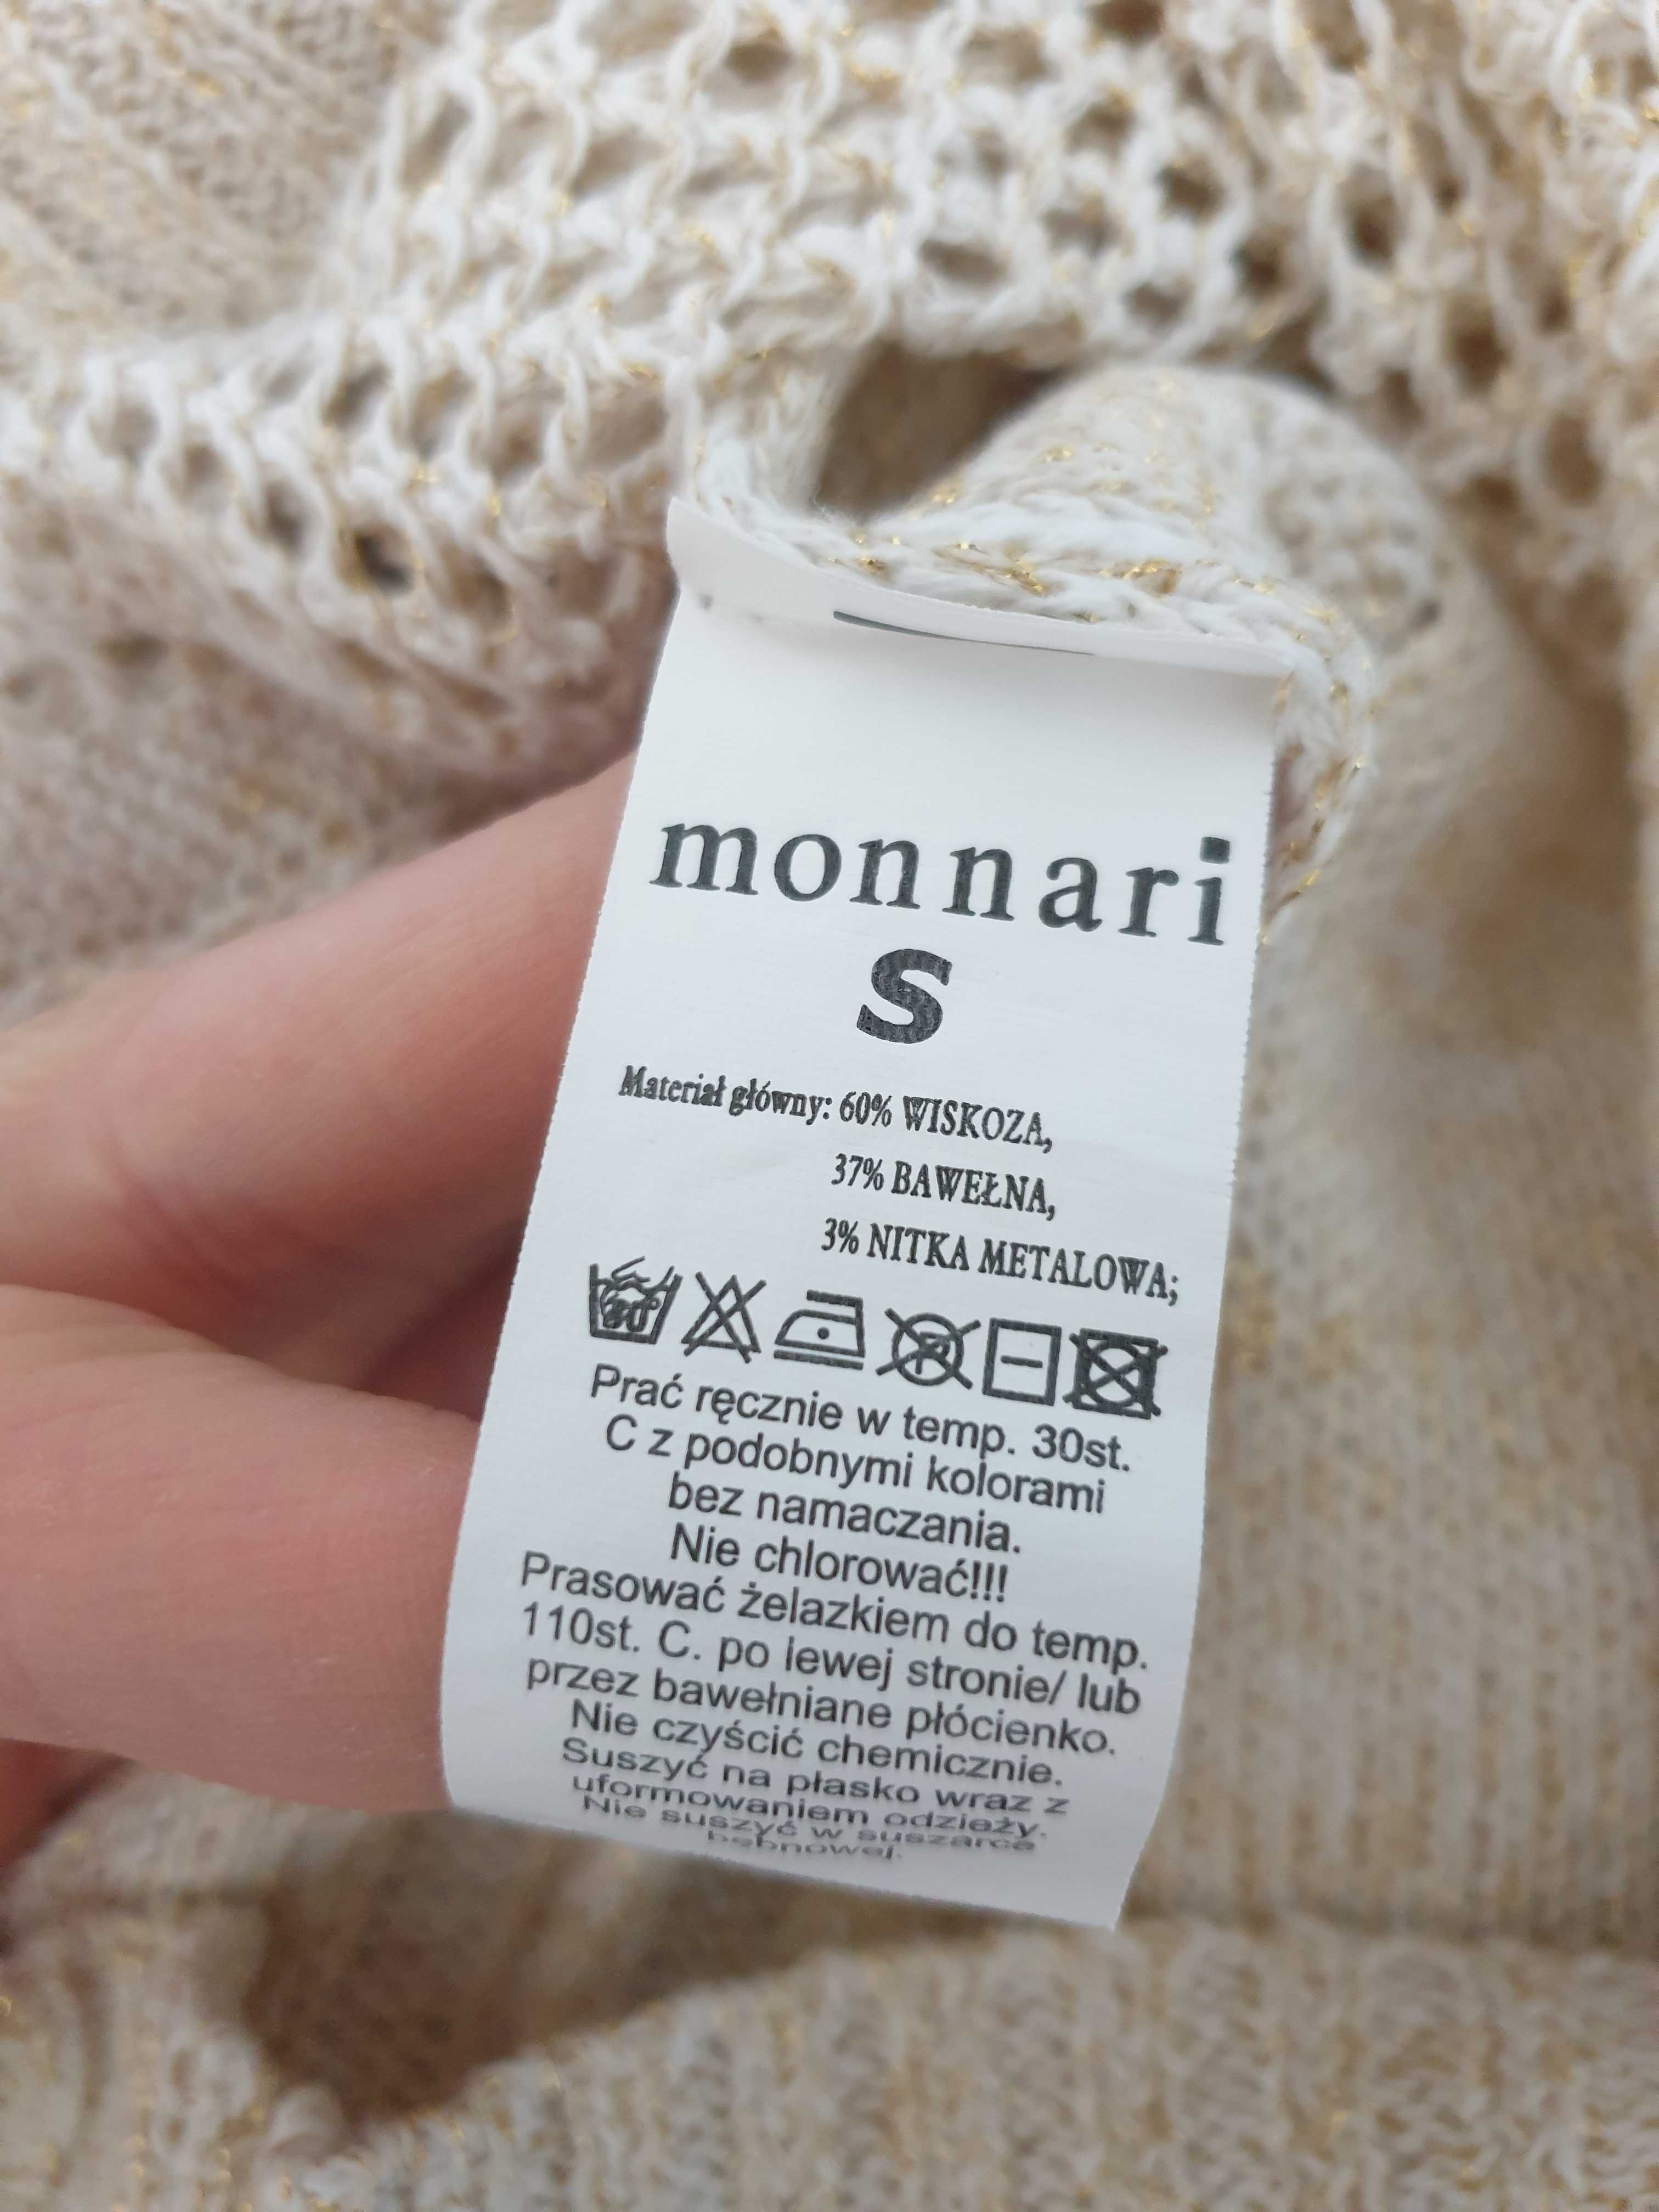 monnari
S
Materiał główny: 60% WISKOZA,
37% BAWEŁNA,
3% NITKA METALOWA;
30°
P
Prać ręcznie w temp. 30st.
C z podobnymi kolorami
bez namaczania.
Nie chlorować!!!
Prasować żelazkiem do temp.
110st. C. po lewej stronie/ lub
przez bawełniane płócienko.
Nie czyścić chemicznie.
Suszyć na płasko wraz z
uformowaniem odzieży.
Nie suszyć w suszarce
bębnowej.